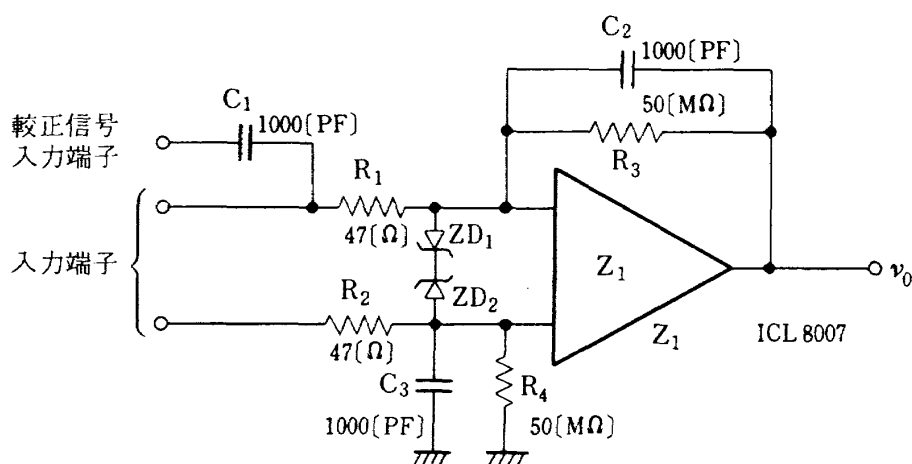 C₂
1000[PF]
50[MΩ]
R₃
C₁
1000[PF]
較正信号
入力端子
R₁
47[Ω]
ZD₁
入力端子
ZD₂
R₂
47[Ω]
Z₁
Z₁
ICL 8007
ν₀
C₃
1000[PF]
R₄
50[MΩ]